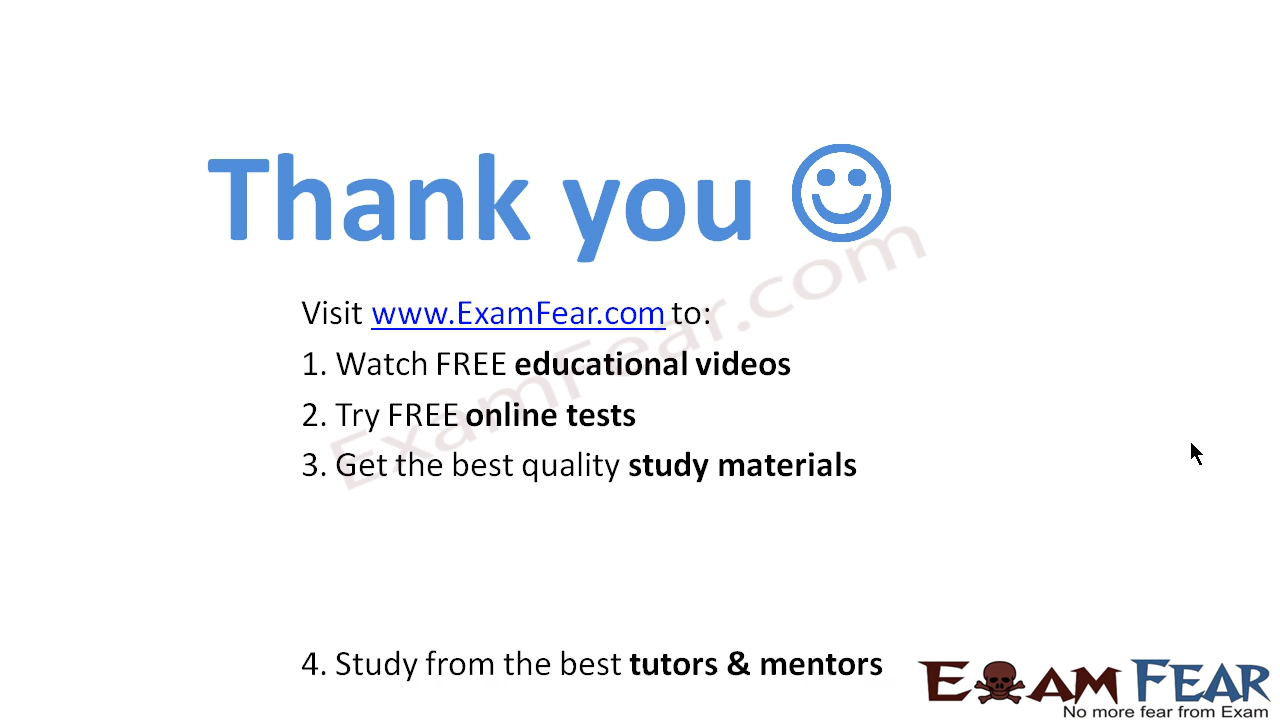 Thank you
Visit www.ExamFear.com to:
1. Watch FREE educational videos
2. Try FREE online tests
3. Get the best quality study materials
ExamFear.com
4. Study from the best tutors & mentors
EXAM FEAR
No more fear from Exam